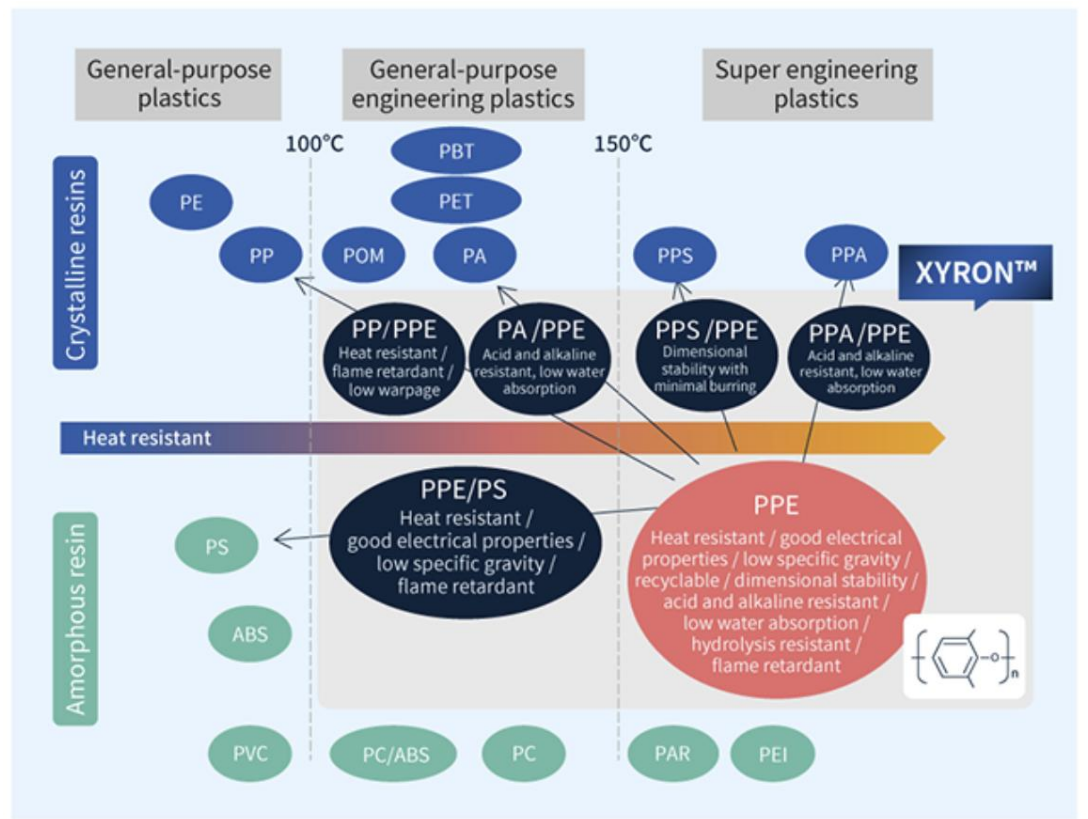 General-purpose
plastics
General-purpose
engineering plastics
Super engineering
plastics
100℃
150℃
Crystalline resins
PE
PP
PBT
PET
POM
PA
PPS
PPA
XYRON™
PP/PPE
Heat resistant /
flame retardant /
low warpage
PA /PPE
Acid and alkaline
resistant, low water
absorption
PPS /PPE
Dimensional
stability with
minimal burring
PPA /PPE
Acid and alkaline
resistant, low water
absorption
Heat resistant
Amorphous resin
PS
ABS
PVC
PPE/PS
Heat resistant /
good electrical properties /
low specific gravity /
flame retardant
PPE
Heat resistant / good electrical
properties / low specific gravity /
recyclable / dimensional stability /
acid and alkaline resistant /
low water absorption /
hydrolysis resistant /
flame retardant
o
n
PC/ABS
PC
PAR
PEI